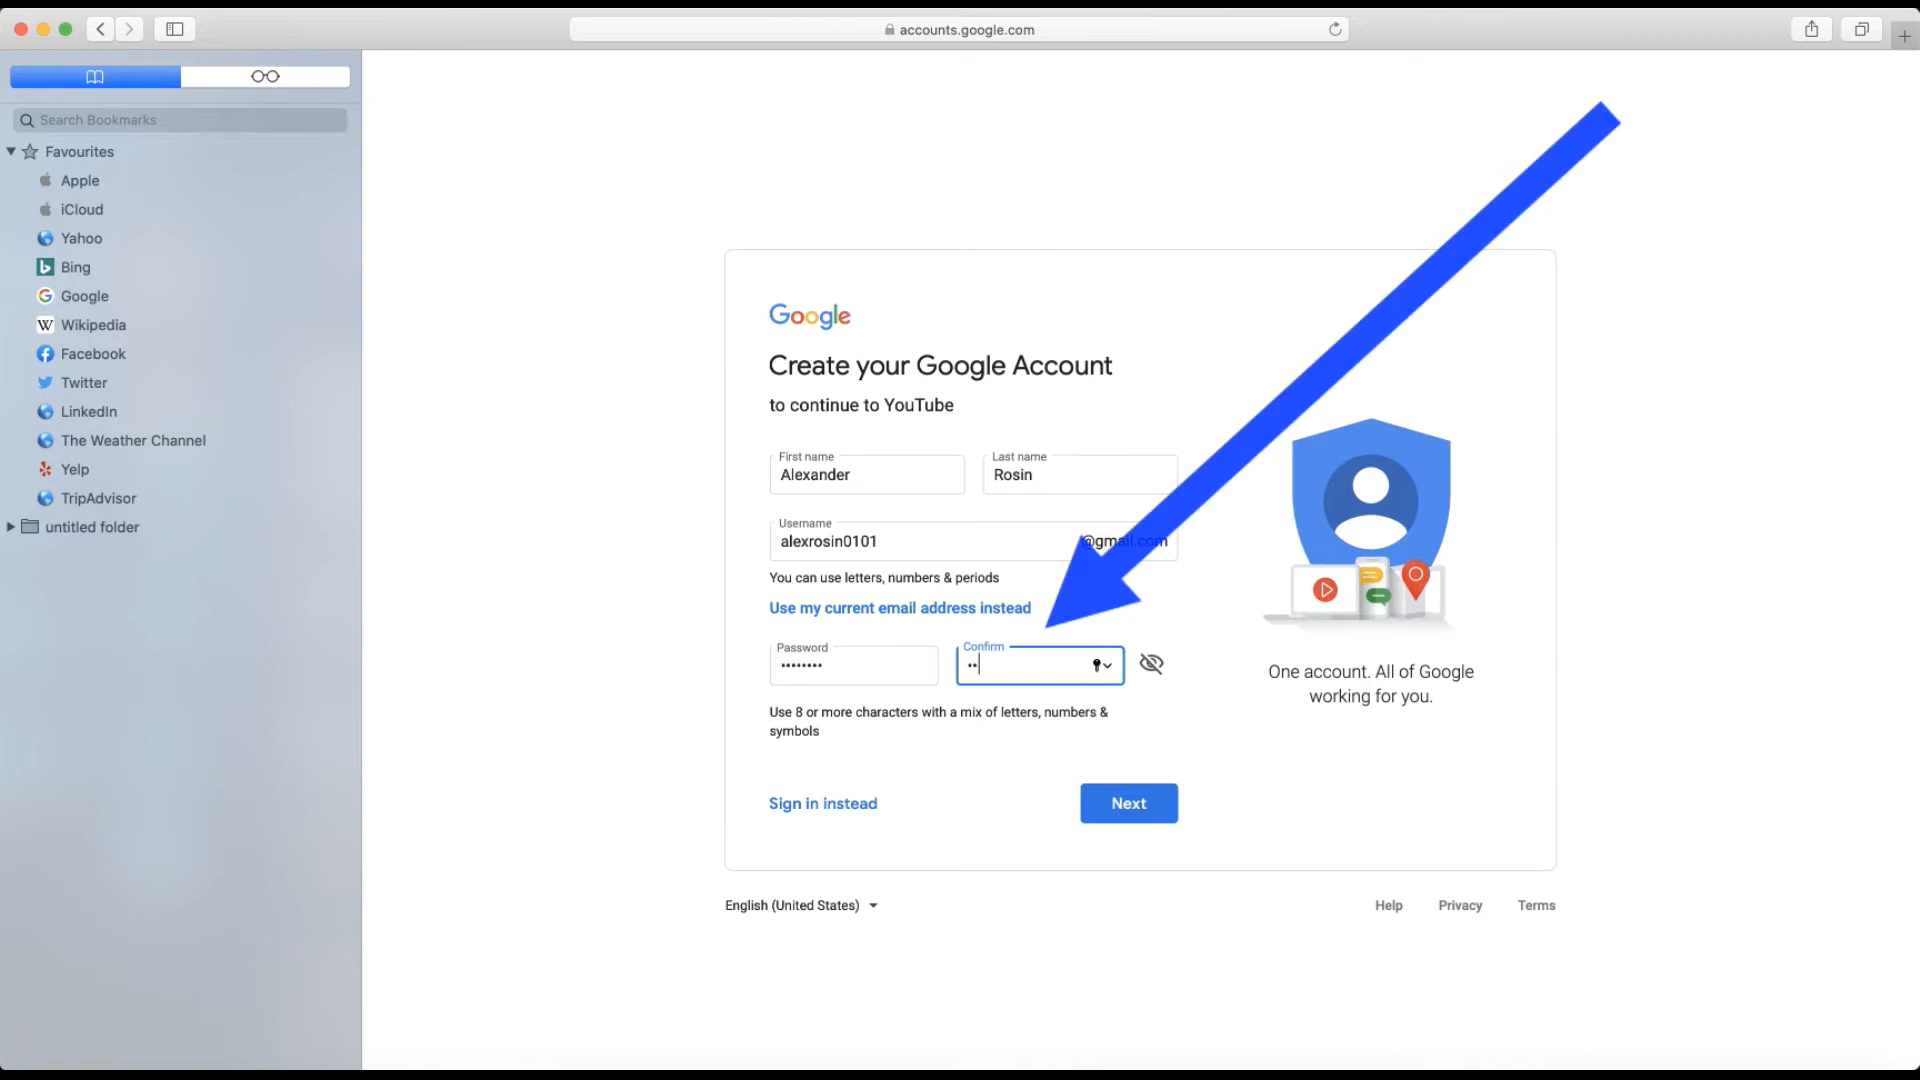 accounts.google.com
Search Bookmarks
Favourites
Apple
iCloud
Yahoo
Bing
Google
Wikipedia
Facebook
Twitter
LinkedIn
The Weather Channel
Yelp
TripAdvisor
untitled folder
Google
Create your Google Account
to continue to YouTube
First name
Last name
Alexander
Rosin
Username
alexrosin0101 @gmail.com
You can use letters, numbers & periods
Use my current email address instead
Password
Confirm
Use 8 or more characters with a mix of letters, numbers &
symbols
Sign in instead
Next
One account. All of Google
working for you.
English (United States)
Help
Privacy
Terms